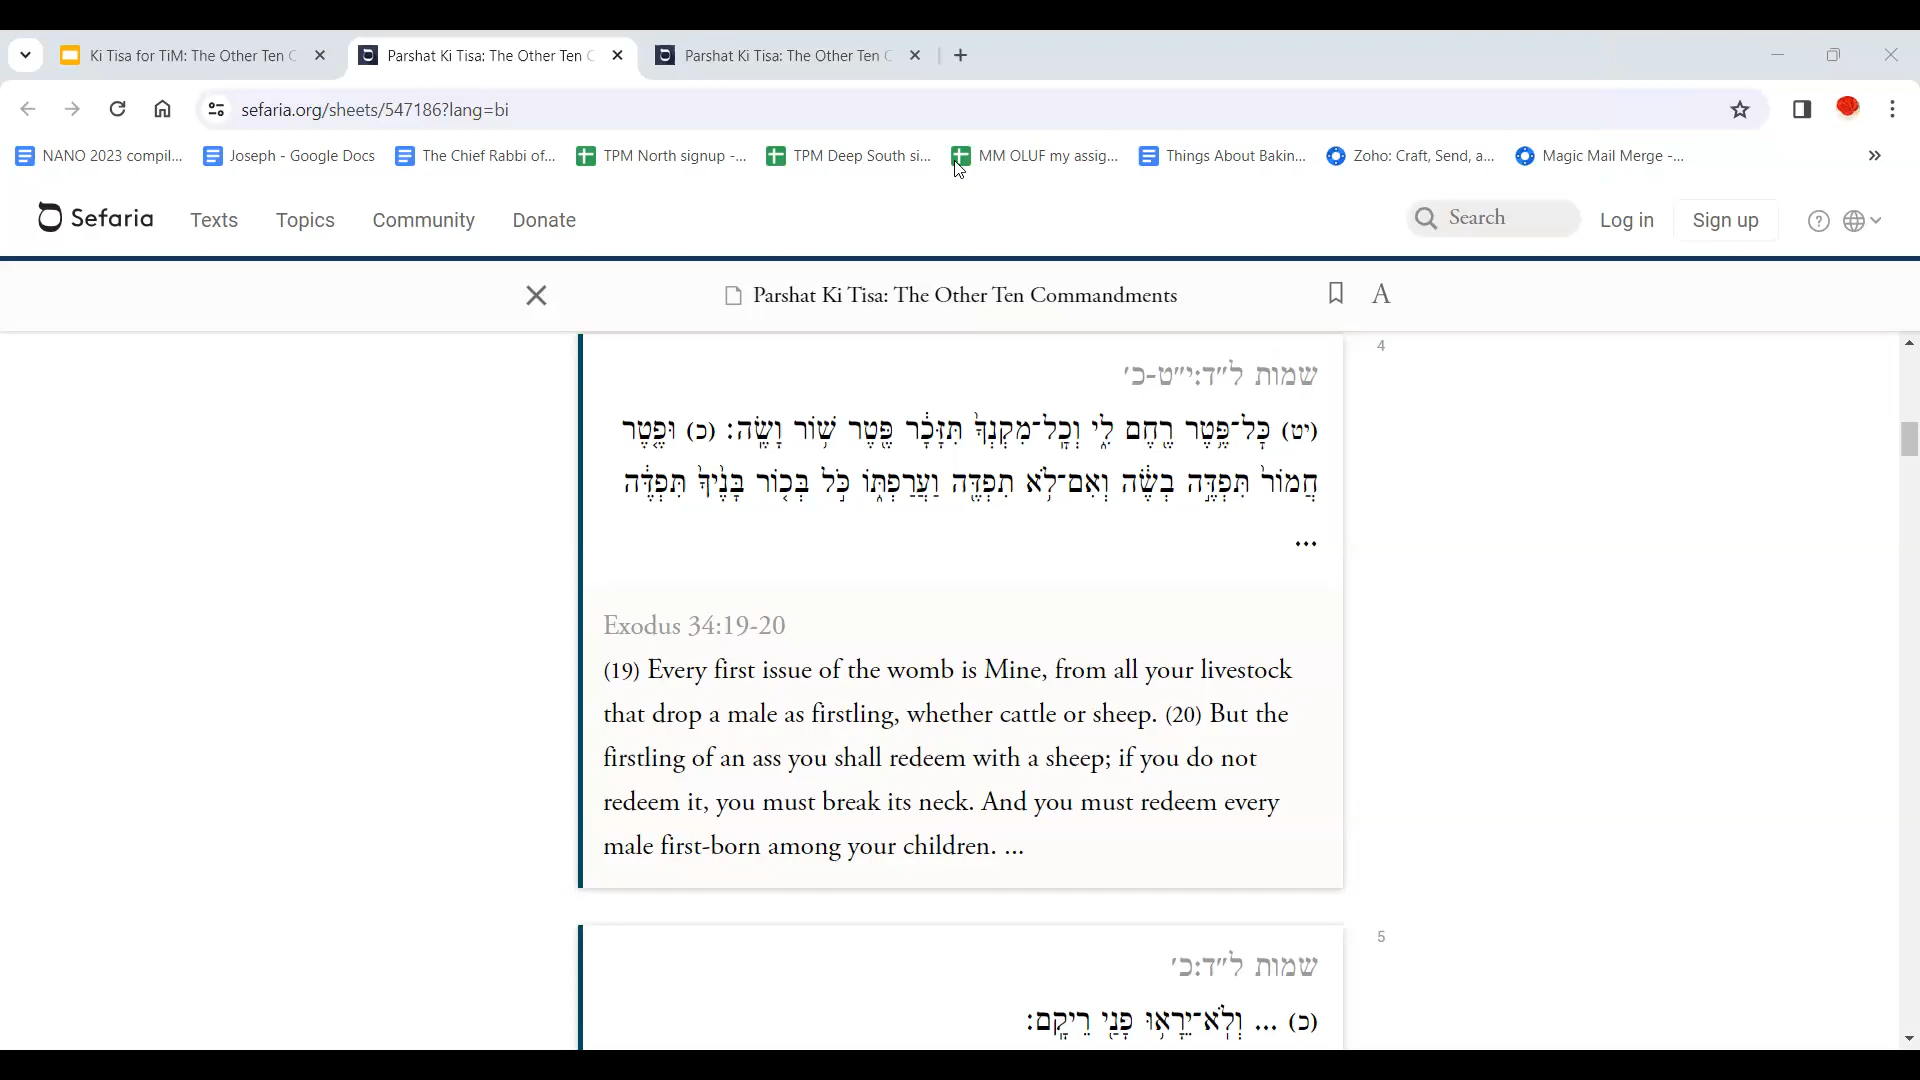 Ki Tisa for TiM: The Other Ten C
Parshat Ki Tisa: The Other Ten C
Parshat Ki Tisa: The Other Ten C
sefaria.org/sheets/547186?lang=bi
NANO 2023 compil...
Joseph - Google Docs
The Chief Rabbi of...
TPM North signup -...
TPM Deep South si...
MM OLUF my assig...
Things About Bakin...
Zoho: Craft, Send, a...
Magic Mail Merge -...
Sefaria
Texts
Topics
Community
Donate
Search
Log in
Sign up
Parshat Ki Tisa: The Other Ten Commandments
A
4
שמות ל״ד:י״ט-כ׳
(יט) כׇּל־פֶּ֥טֶר רֶ֖חֶם לִ֑י וְכׇֽל־מִקְנְךָ֙ תִּזָּכָ֔ר פֶּ֖טֶר שׁ֥וֹר וָשֶֽׂה׃ (כ) וּפֶ֤טֶר
חֲמוֹר֙ תִּפְדֶּ֣ה בְשֶׂ֔ה וְאִם־לֹ֥א תִפְדֶּ֖ה וַעֲרַפְתּ֑וֹ כֹּ֣ל בְּכ֤וֹר בָּנֶ֙יךָ֙ תִּפְדֶּ֔ה
...
Exodus 34:19-20
(19) Every first issue of the womb is Mine, from all your livestock
that drop a male as firstling, whether cattle or sheep. (20) But the
firstling of an ass you shall redeem with a sheep; if you do not
redeem it, you must break its neck. And you must redeem every
male first-born among your children. ...
5
שמות ל״ד:כ׳
(כ) ... וְלֹֽא־יֵרָא֥וּ פָנַ֖י רֵיקָֽם׃